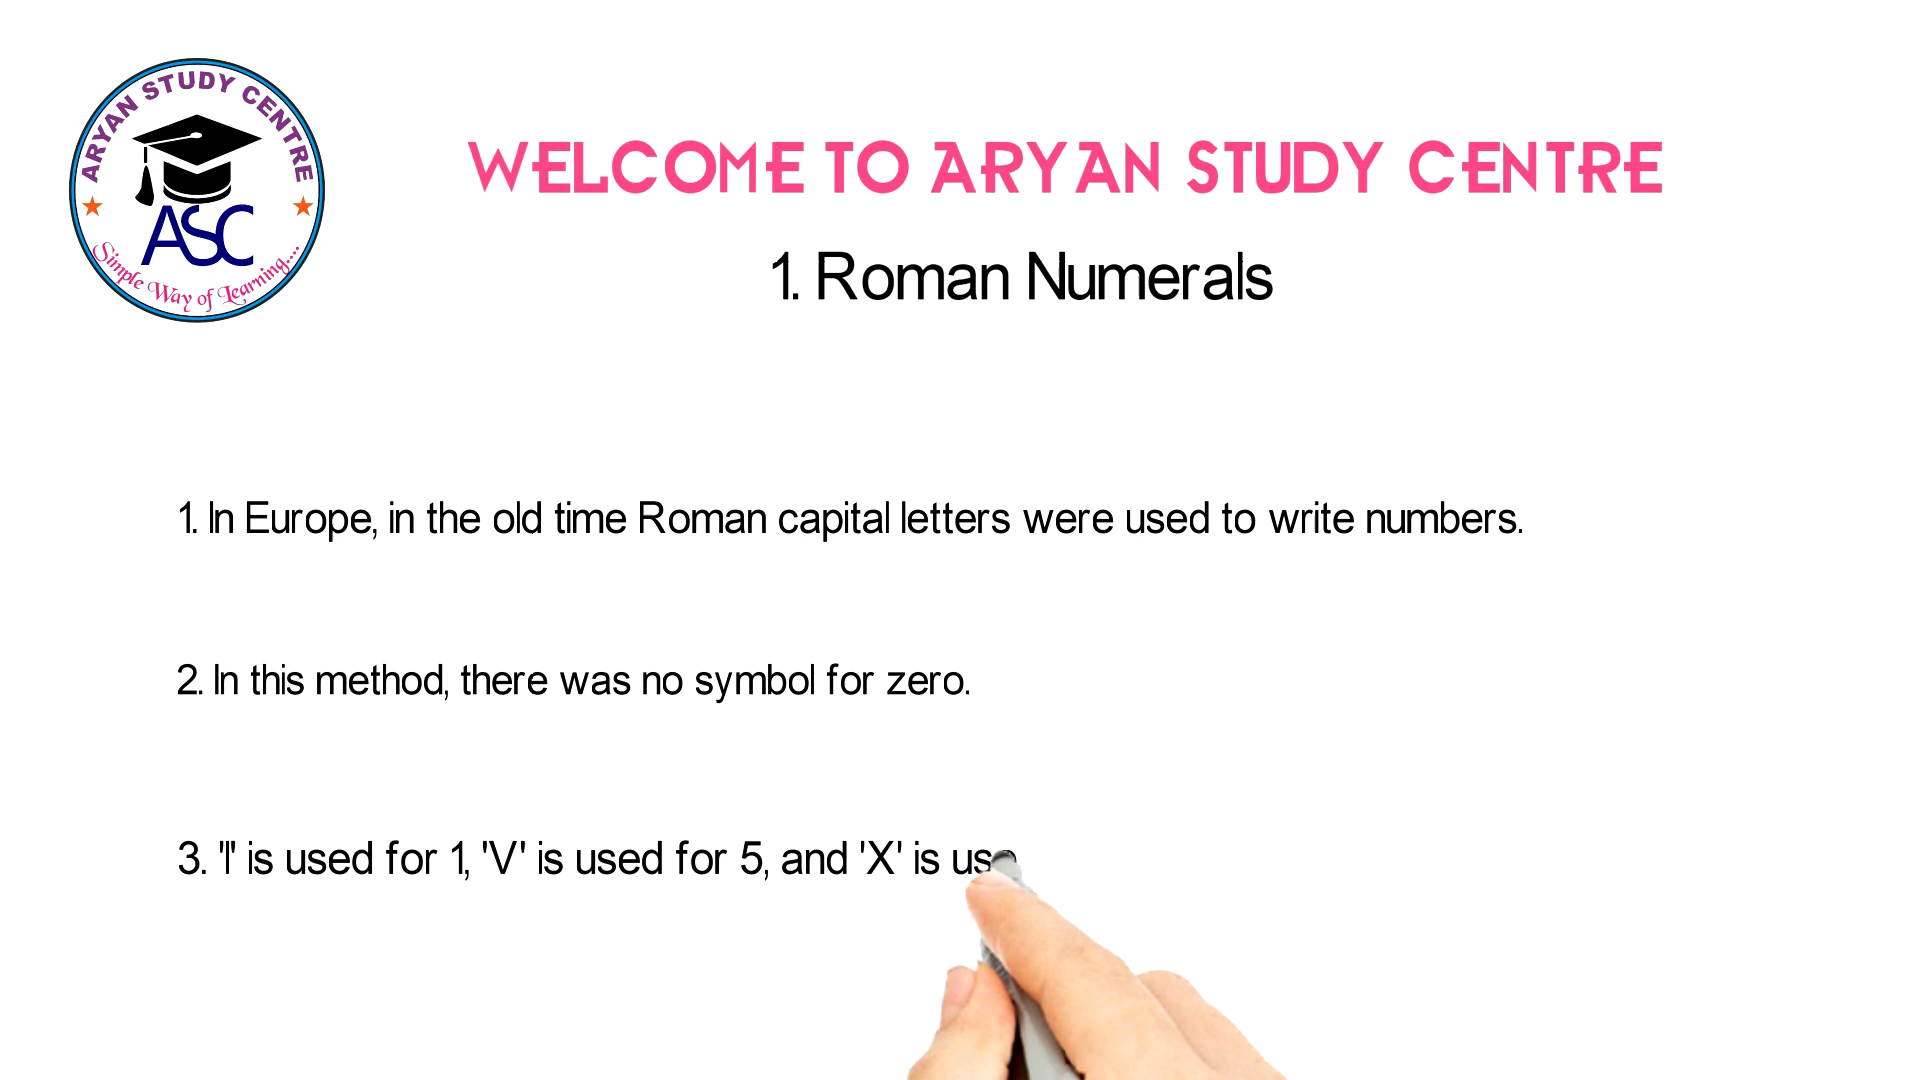 ARYAN STUDY CENTRE
ASC
Simple Way of Learning....
WELCOME TO ARYAN STUDY CENTRE
1. Roman Numerals
1. In Europe, in the old time Roman capital letters were used to write numbers.
2. In this method, there was no symbol for zero.
3. 'I' is used for 1, 'V' is used for 5, and 'X' is